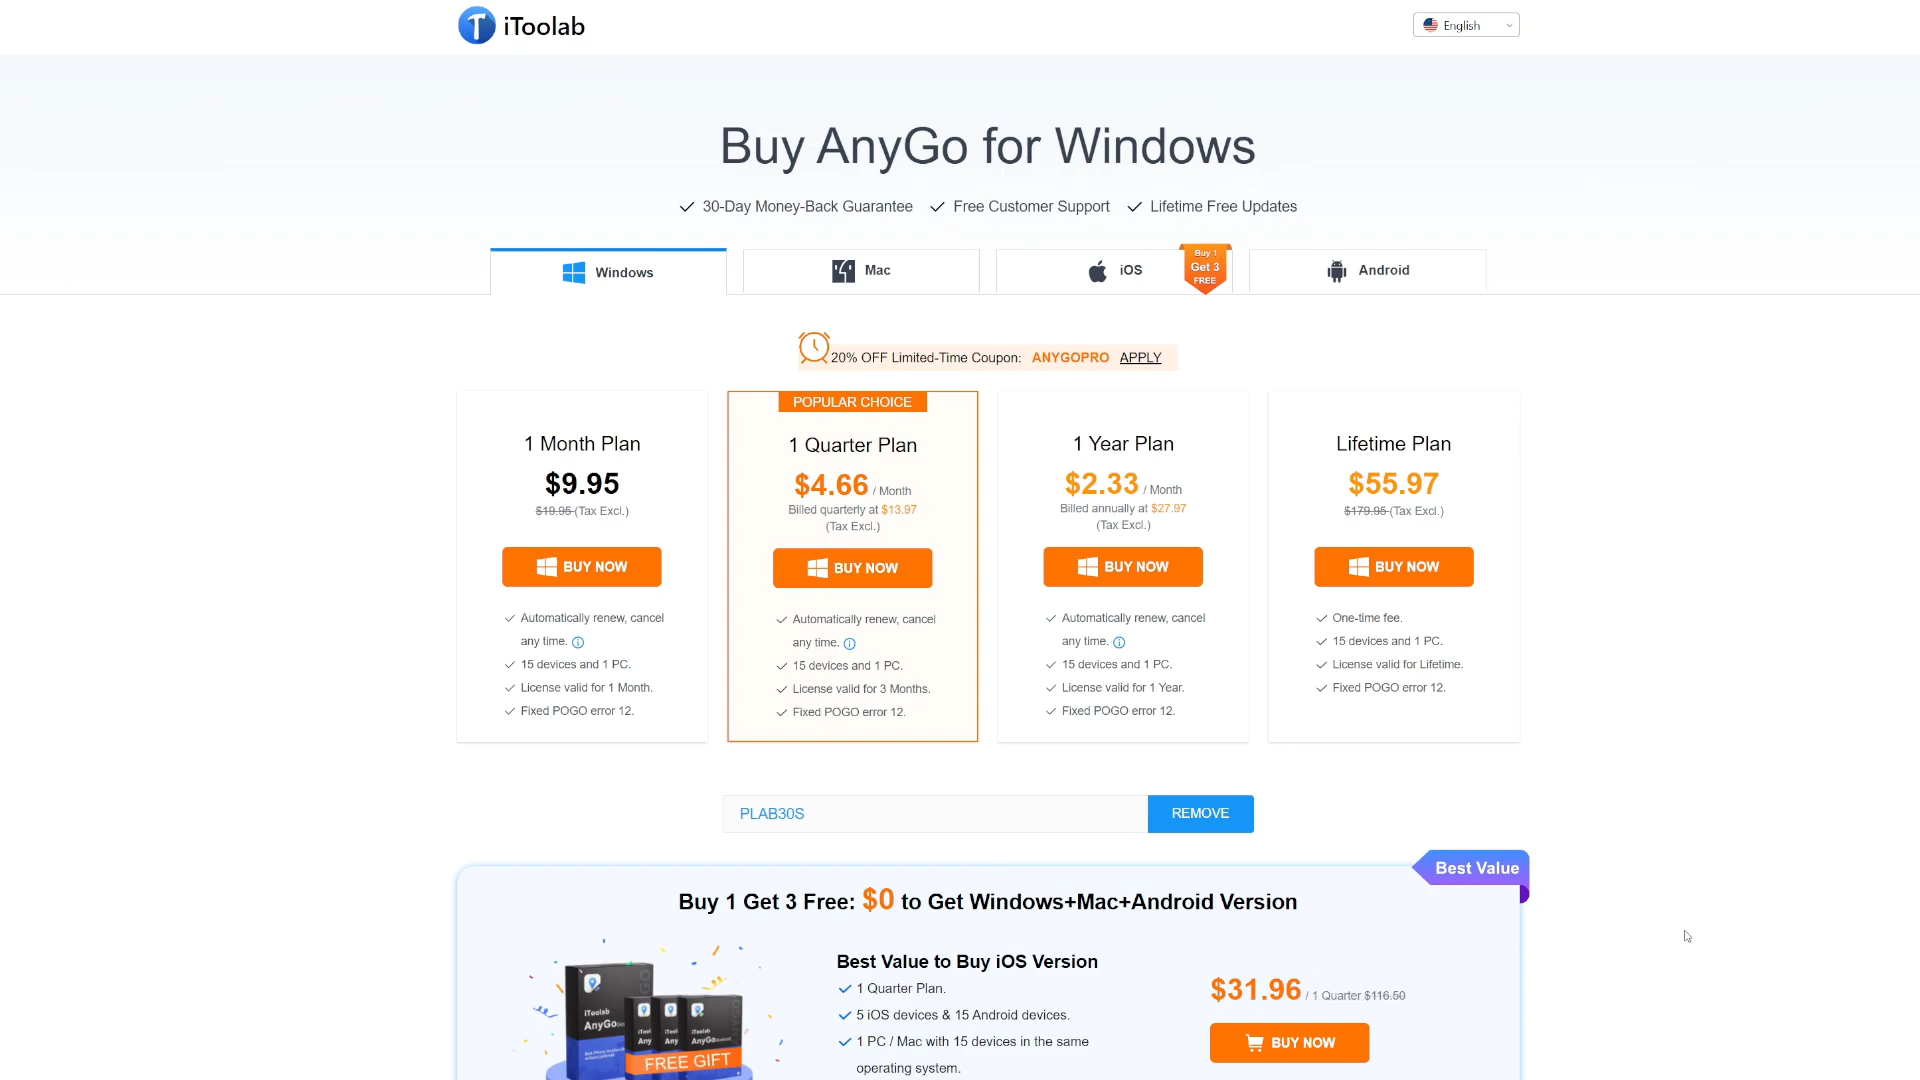 iToolab
English
Buy AnyGo for Windows
30-Day Money-Back Guarantee Free Customer Support Lifetime Free Updates
Windows
Mac
iOS
Buy 1
Get 3
FREE
Android
20% OFF Limited-Time Coupon: ANYGOPRO APPLY
1 Month Plan
$9.95
$19.95 (Tax Excl.)
BUY NOW
Automatically renew, cancel
any time.
15 devices and 1 PC.
License valid for 1 Month.
Fixed POGO error 12.
POPULAR CHOICE
1 Quarter Plan
$4.66 / Month
Billed quarterly at $13.97
(Tax Excl.)
BUY NOW
Automatically renew, cancel
any time.
15 devices and 1 PC.
License valid for 3 Months.
Fixed POGO error 12.
1 Year Plan
$2.33 / Month
Billed annually at $27.97
(Tax Excl.)
BUY NOW
Automatically renew, cancel
any time.
15 devices and 1 PC.
License valid for 1 Year.
Fixed POGO error 12.
Lifetime Plan
$55.97
$179.95 (Tax Excl.)
BUY NOW
One-time fee.
15 devices and 1 PC.
License valid for Lifetime.
Fixed POGO error 12.
PLAB30S
REMOVE
Best Value
Buy 1 Get 3 Free: $0 to Get Windows+Mac+Android Version
iToolab
AnyGo
iToolab
AnyGo
FREE GIFT
Best Value to Buy iOS Version
1 Quarter Plan.
5 iOS devices & 15 Android devices.
1 PC / Mac with 15 devices in the same
operating system.
$31.96 / 1 Quarter $116.50
BUY NOW